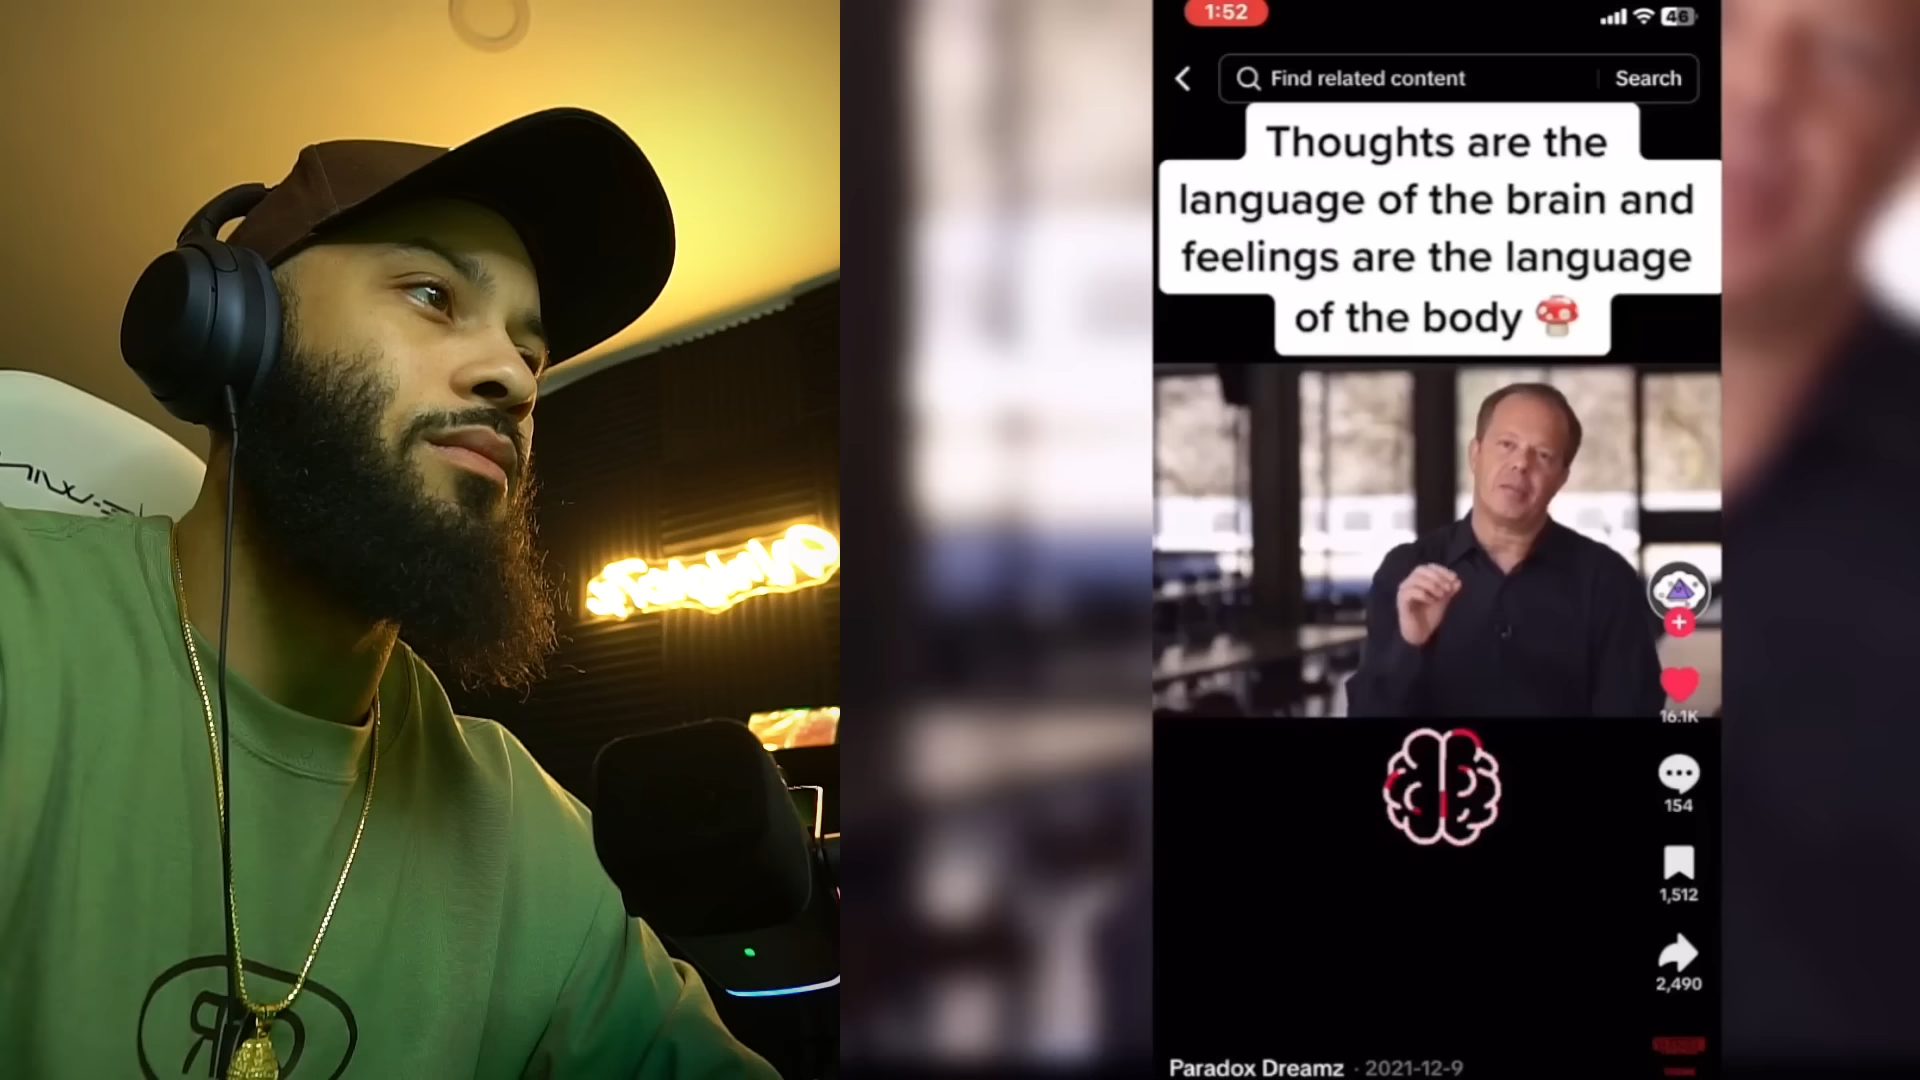 1:52
46
Find related content
Search
Thoughts are the
language of the brain and
feelings are the language
of the body
16.1K
154
1,512
2,490
Paradox Dreamz · 2021-12-9